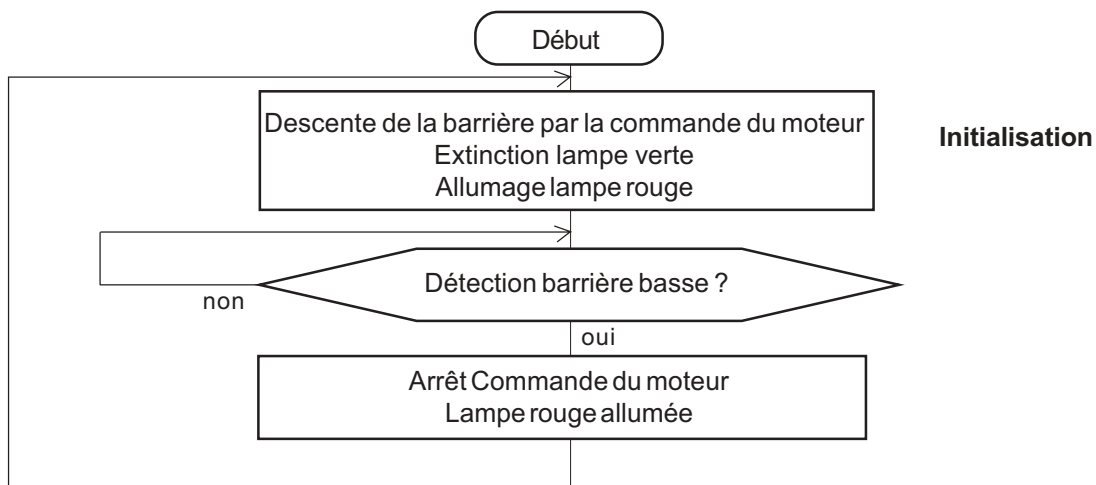 Début
Descente de la barrière par la commande du moteur
Extinction lampe verte
Allumage lampe rouge
Initialisation
Détection barrière basse ?
non
oui
Arrêt Commande du moteur
Lampe rouge allumée